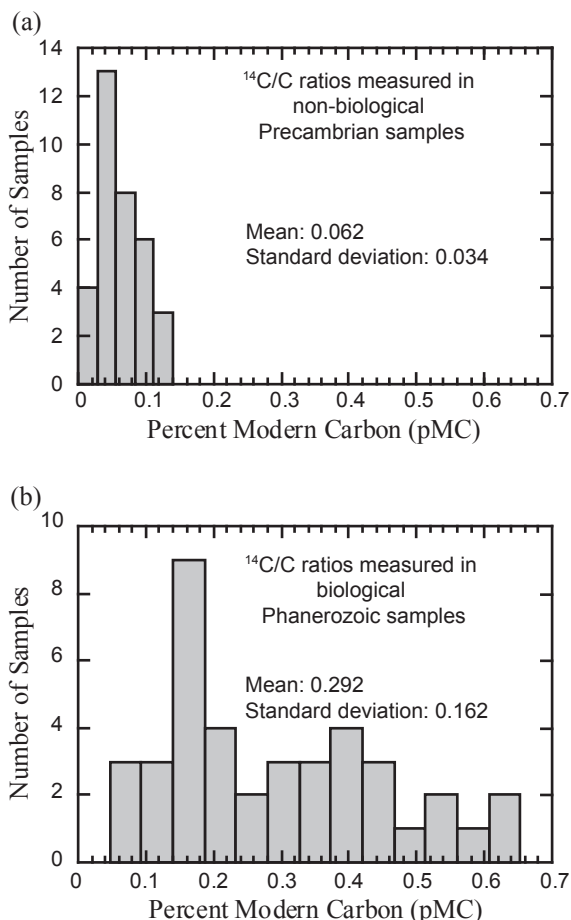 (a)
14
12
10
8
6
4
2
0
Number of Samples
¹⁴C/C ratios measured in
non-biological
Precambrian samples
Mean: 0.062
Standard deviation: 0.034
0 0.1 0.2 0.3 0.4 0.5 0.6 0.7
Percent Modern Carbon (pMC)
(b)
10
8
6
4
2
0
Number of Samples
¹⁴C/C ratios measured in
biological
Phanerozoic samples
Mean: 0.292
Standard deviation: 0.162
0 0.1 0.2 0.3 0.4 0.5 0.6 0.7
Percent Modern Carbon (pMC)